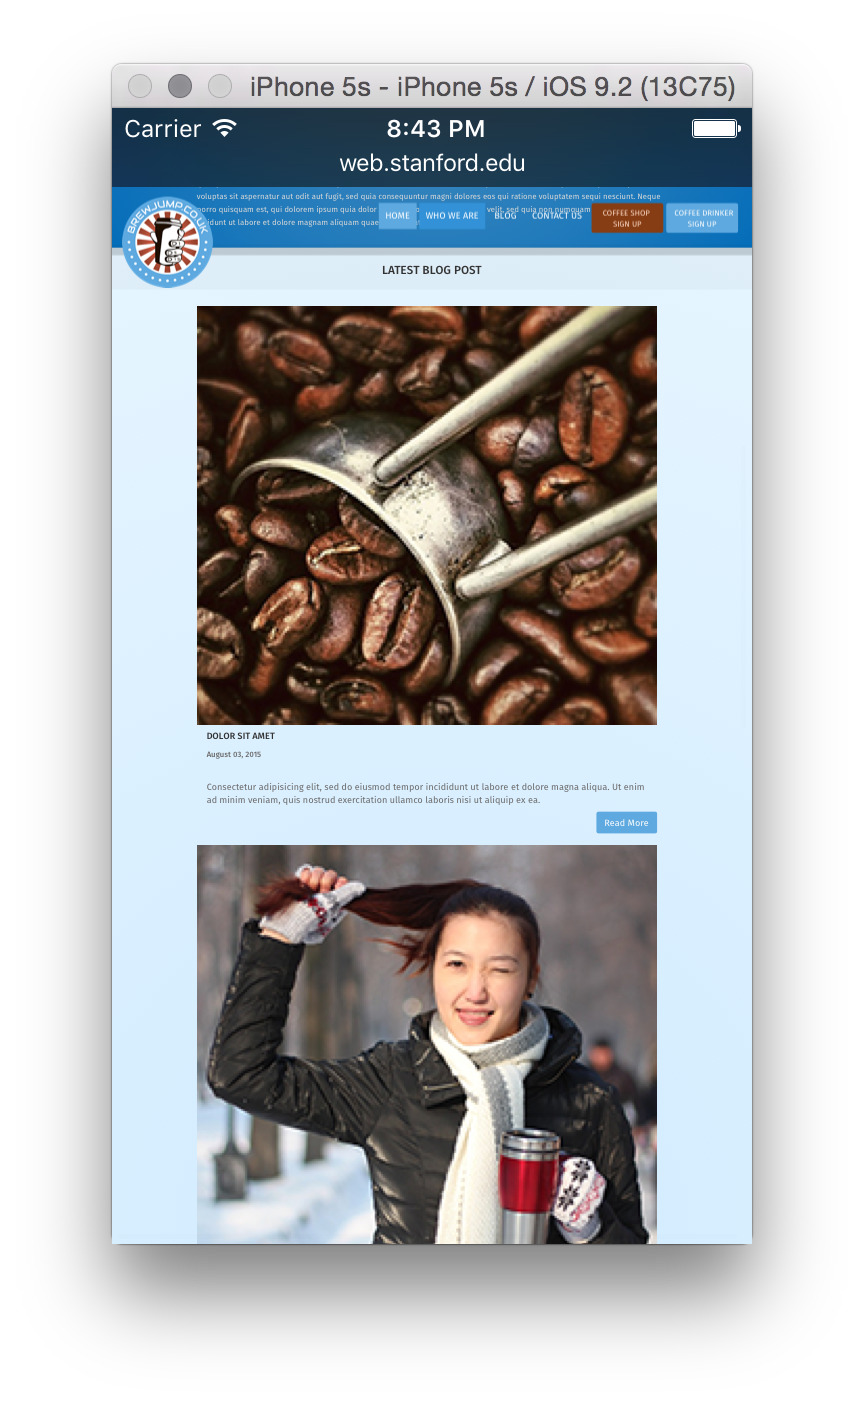 iPhone 5s - iPhone 5s / iOS 9.2 (13C75)
Carrier 8:43 PM
web.stanford.edu
BREWJUMP.CO.UK
voluptas sit aspernatur aut odit aut fugit, sed quia consequuntur magni dolores eos qui ratione voluptatem sequi nesciunt. Neque
porro quisquam est, qui dolorem ipsum quia dolor velit, sed quia non numquam
incidunt ut labore et dolore magnam aliquam quae
HOME WHO WE ARE BLOG CONTACT US
COFFEE SHOP
SIGN UP
COFFEE DRINKER
SIGN UP
LATEST BLOG POST
DOLOR SIT AMET
August 03, 2015
Consectetur adipisicing elit, sed do eiusmod tempor incididunt ut labore et dolore magna aliqua. Ut enim
ad minim veniam, quis nostrud exercitation ullamco laboris nisi ut aliquip ex ea.
Read More